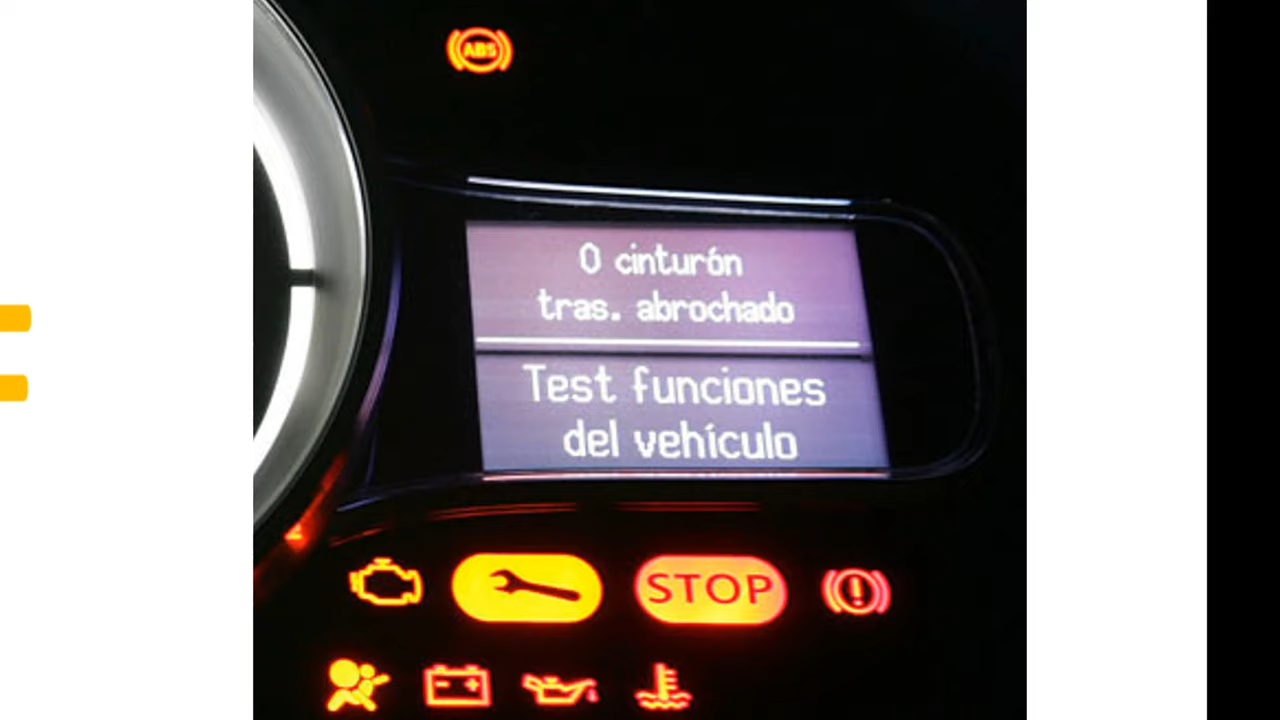 ABS
0 cinturón
tras. abrochado
Test funciones
del vehículo
STOP